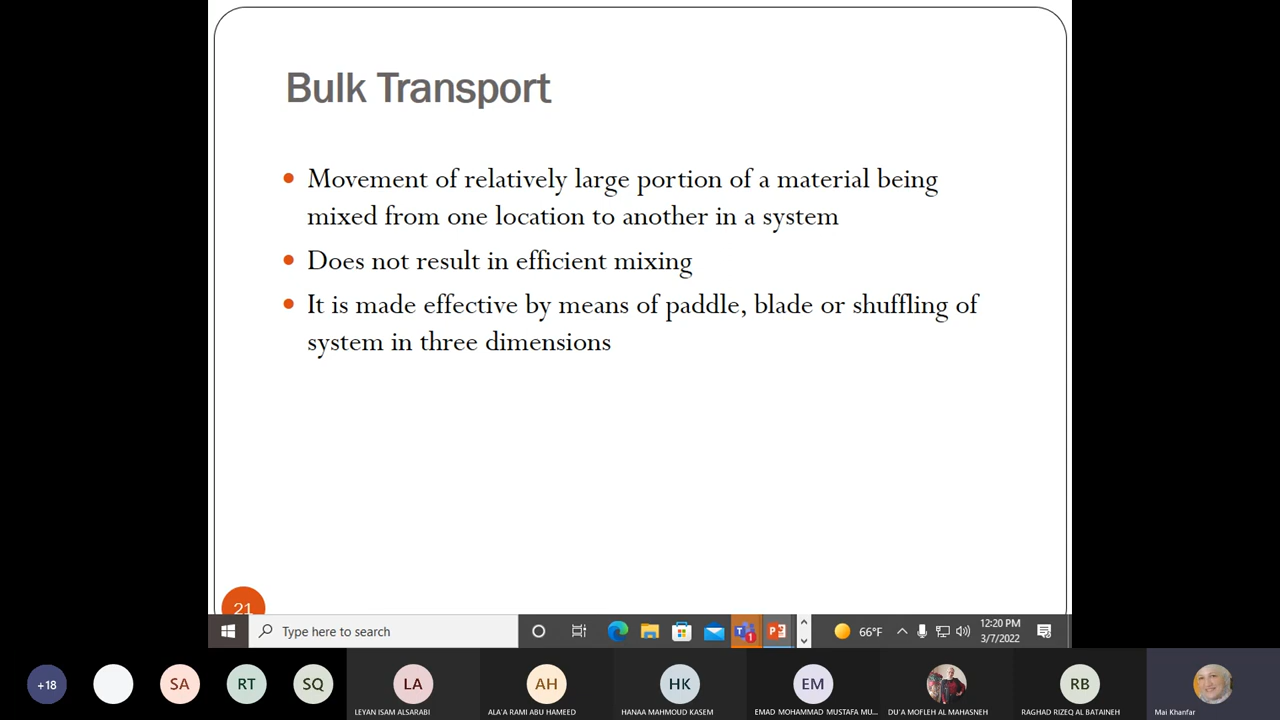 Bulk Transport
Movement of relatively large portion of a material being
mixed from one location to another in a system
Does not result in efficient mixing
It is made effective by means of paddle, blade or shuffling of
system in three dimensions
21
Type here to search
1
66°F
12:20 PM
3/7/2022
+18
SA
RT
SQ
LA
AH
HK
EM
RB
LEYAN ISAM ALSARABI
ALA'A RAMI ABU HAMEED
HANAA MAHMOUD KASEM
EMAD MOHAMMAD MUSTAFA MU...
DU'A MOFLEH AL MAHASNEH
RAGHAD RIZEQ AL BATAINEH
Mai Khanfar